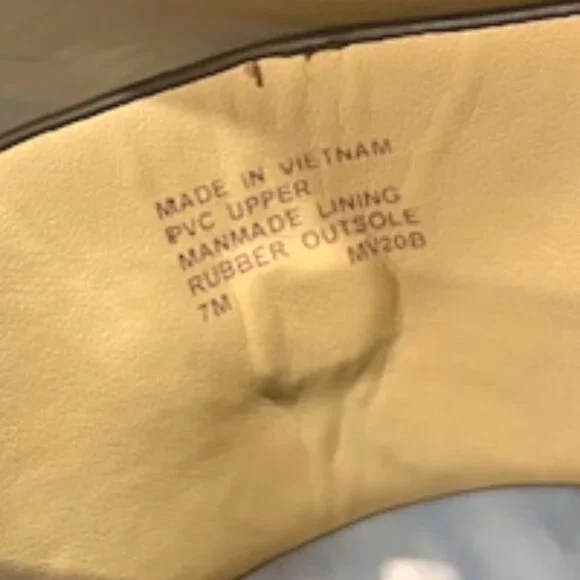 MADE IN VIETNAM
PVC UPPER
MANMADE LINING
RUBBER OUTSOLE
7M MV20B